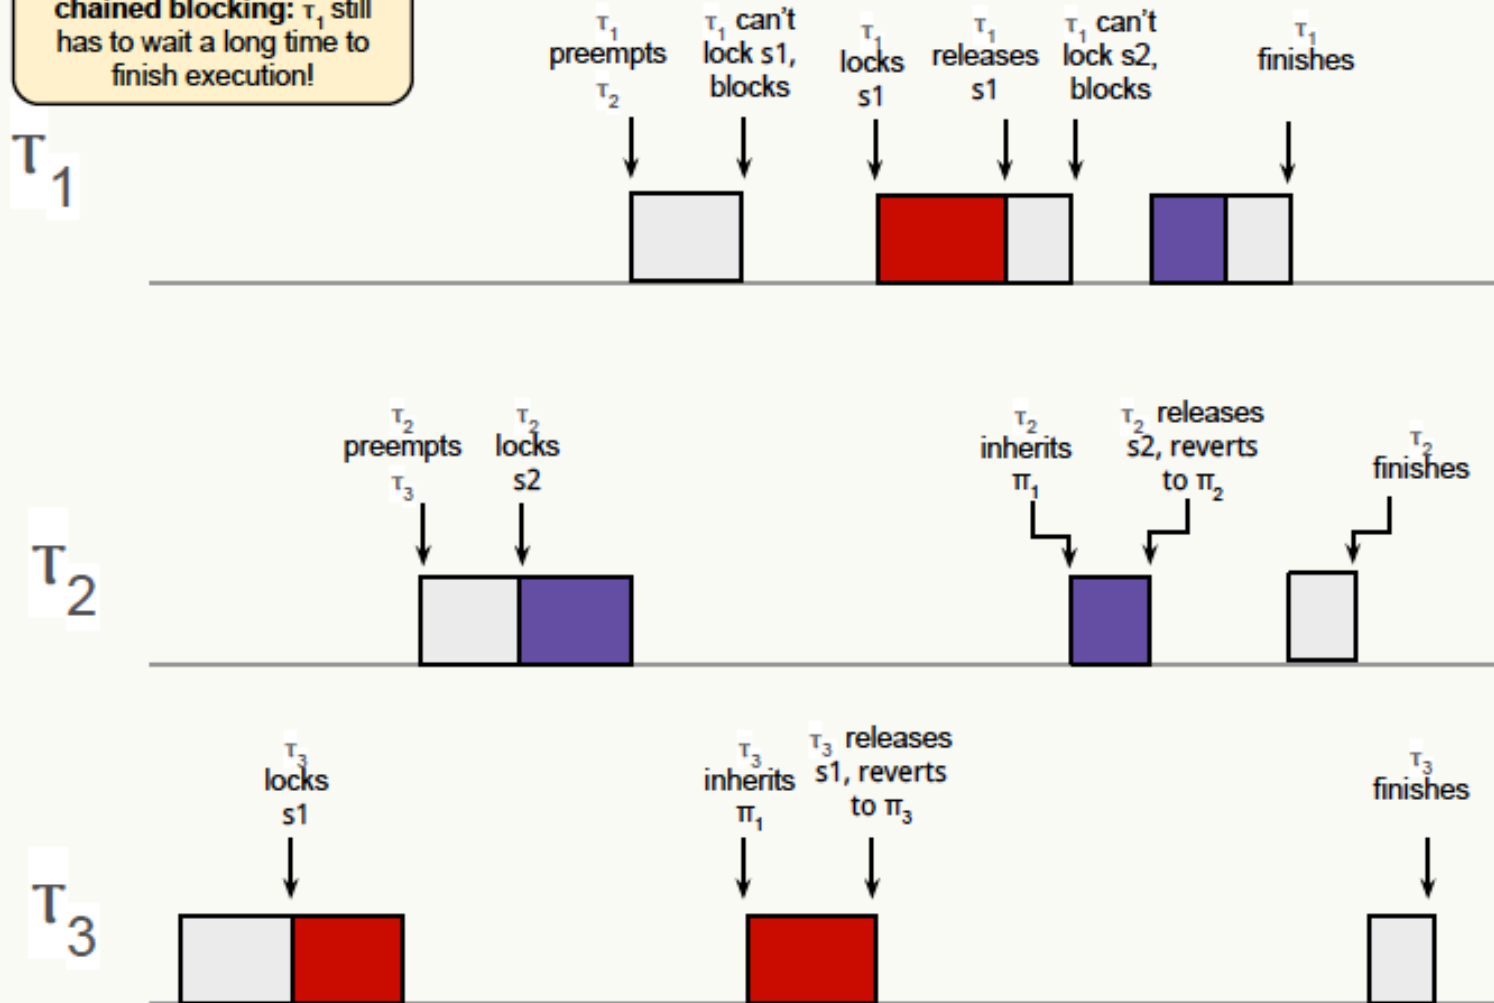 chained blocking: τ1 still
has to wait a long time to
finish execution!
τ1
preempts
τ2
τ1 can't
lock s1,
blocks
τ1
locks
s1
τ1
releases
s1
τ1 can't
lock s2,
blocks
τ1
finishes
τ1
τ2
preempts
τ3
τ2
locks
s2
τ2
inherits
π1
τ2 releases
s2, reverts
to π2
τ2
finishes
τ2
τ3
locks
s1
τ3
inherits
π1
τ3 releases
s1, reverts
to π3
τ3
finishes
τ3